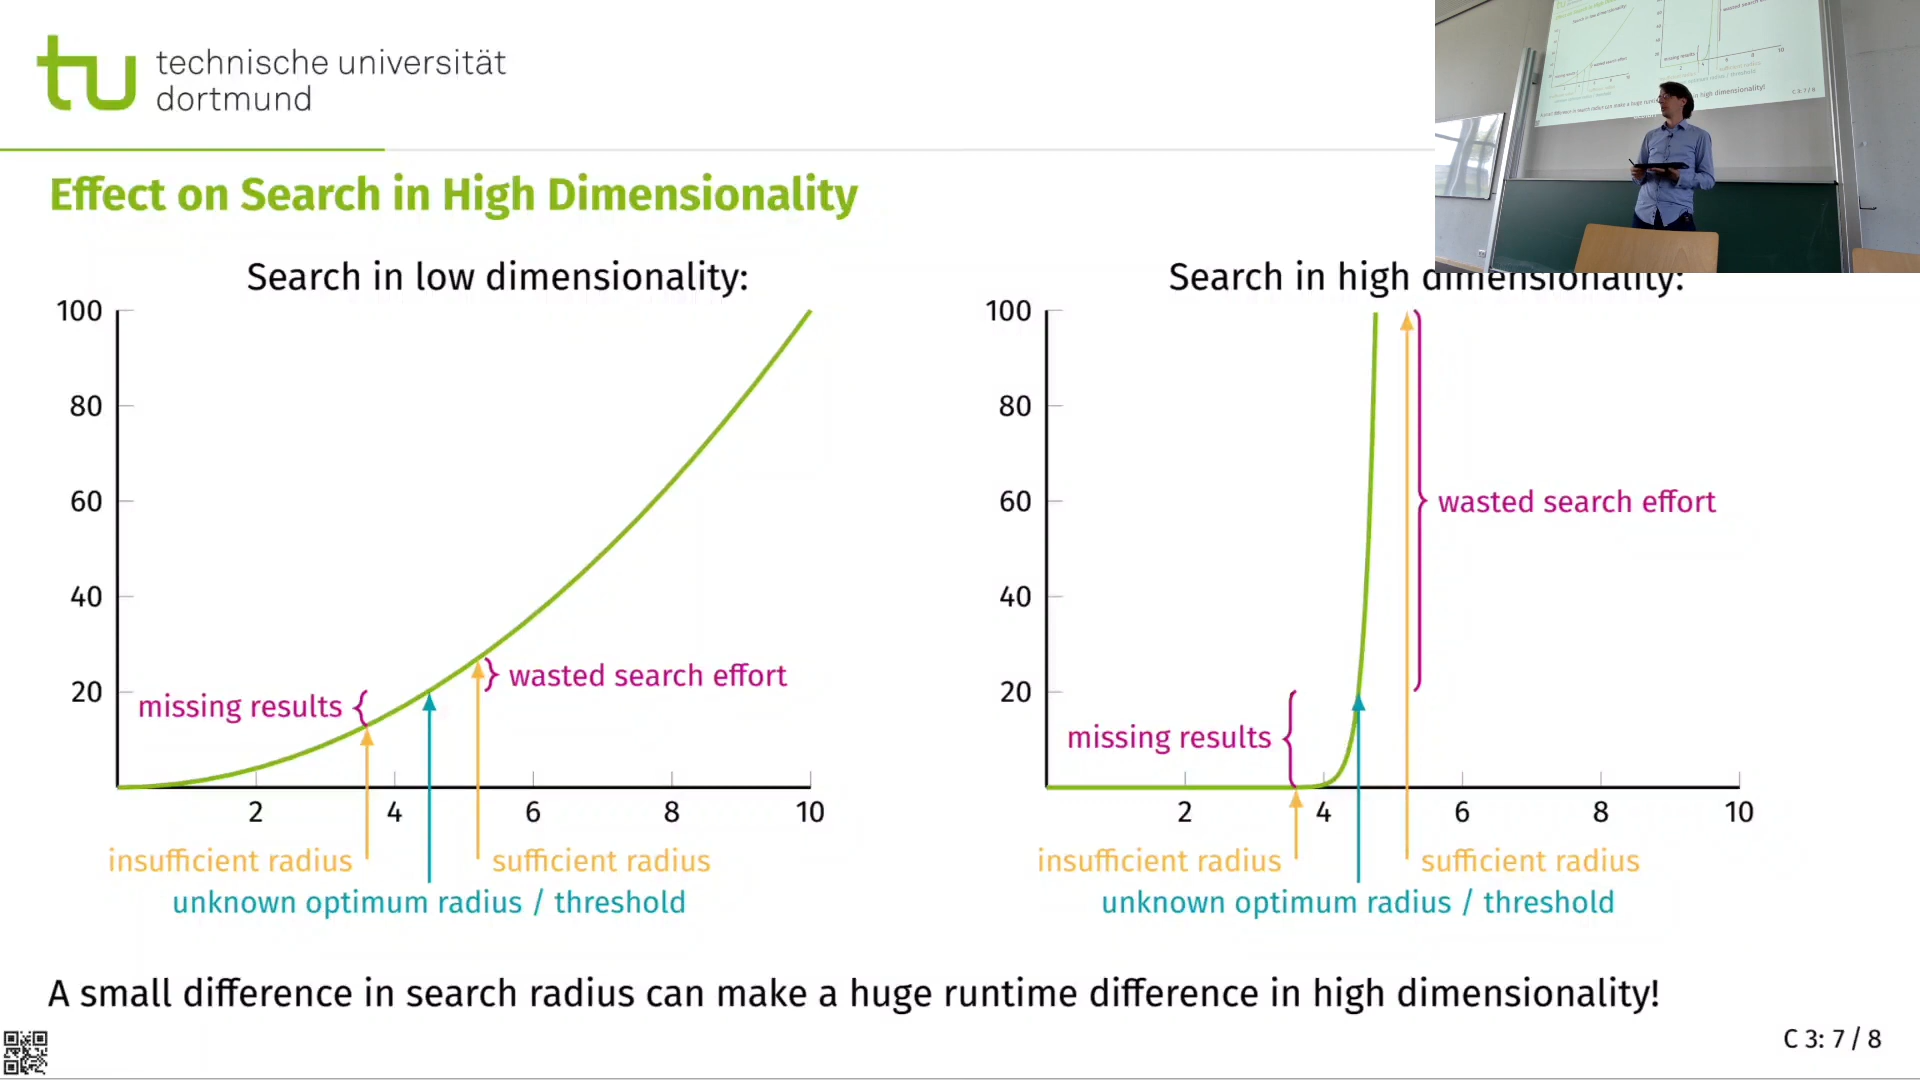 technische universität
dortmund
Effect on Search in High Dimensionality
Search in low dimensionality:
100
80
60
40
20
missing results
wasted search effort
2
4
6
8
10
insufficient radius
sufficient radius
unknown optimum radius / threshold
Search in high dimensionality:
100
80
60
40
20
wasted search effort
missing results
2
4
6
8
10
insufficient radius
sufficient radius
unknown optimum radius / threshold
A small difference in search radius can make a huge runtime difference in high dimensionality!
C 3: 7 / 8